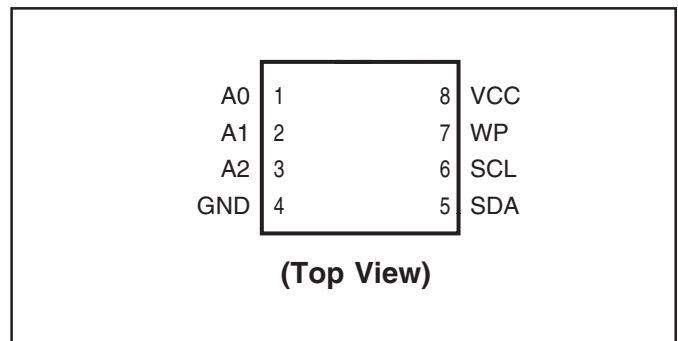 A0 1 8 VCC
A1 2 7 WP
A2 3 6 SCL
GND 4 5 SDA
(Top View)